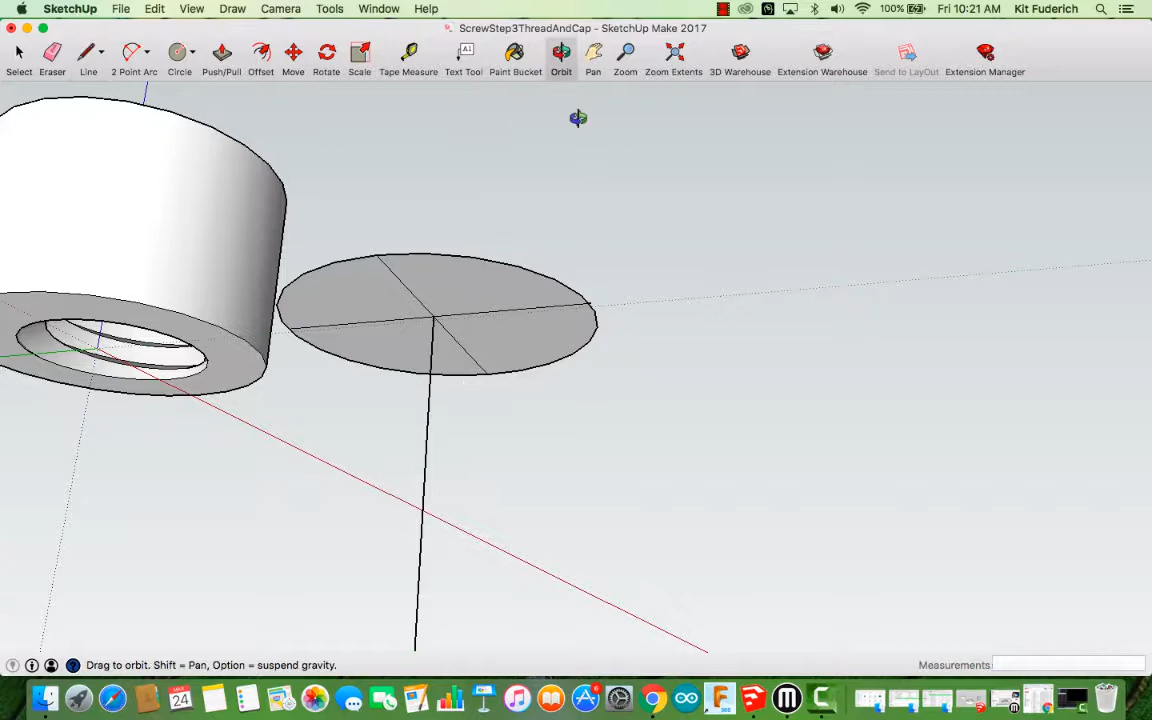 SketchUp File Edit View Draw Camera Tools Window Help 100% Fri 10:21 AM Kit Fuderich
ScrewStep3ThreadAndCap - SketchUp Make 2017
Select Eraser Line 2 Point Arc Circle Push/Pull Offset Move Rotate Scale Tape Measure Text Tool Paint Bucket Orbit Pan Zoom Zoom Extents 3D Warehouse Extension Warehouse Send to LayOut Extension Manager
Drag to orbit. Shift = Pan, Option = suspend gravity. Measurements